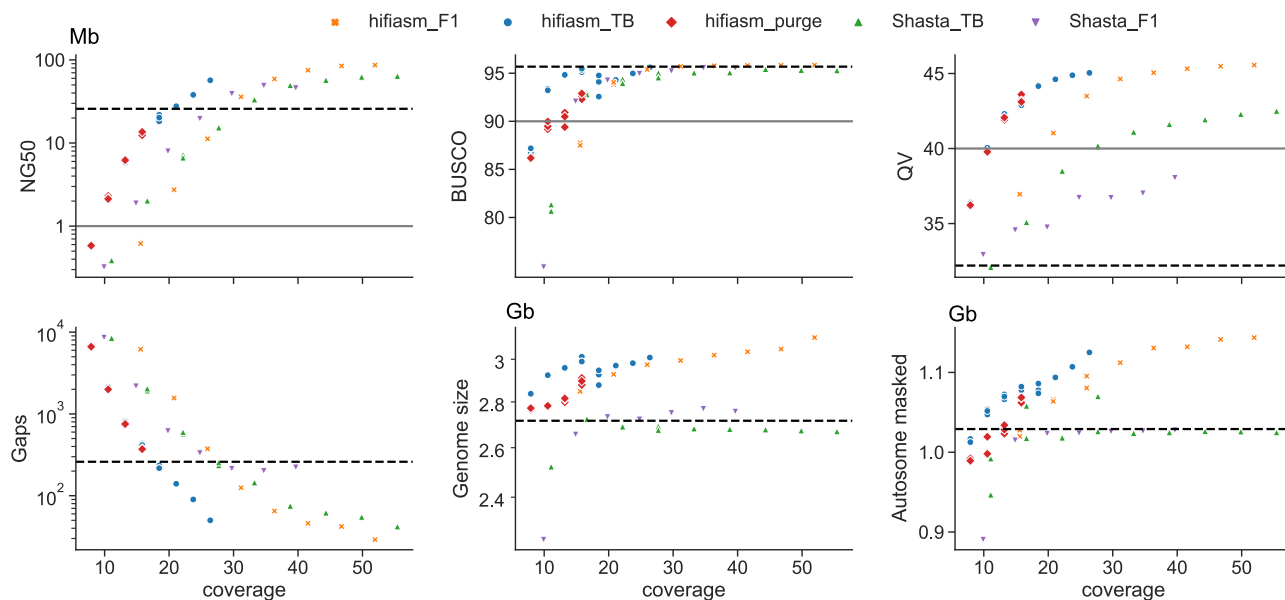 hifiasm_F1 hifiasm_TB hifiasm_purge Shasta_TB Shasta_F1
Mb
100
10
1
NG50
95
90
85
80
BUSCO
45
40
35
QV
10^4
10^3
10^2
Gaps
10 20 30 40 50
coverage
Gb
3
2.8
2.6
2.4
Genome size
10 20 30 40 50
coverage
Gb
1.1
1.0
0.9
Autosome masked
10 20 30 40 50
coverage